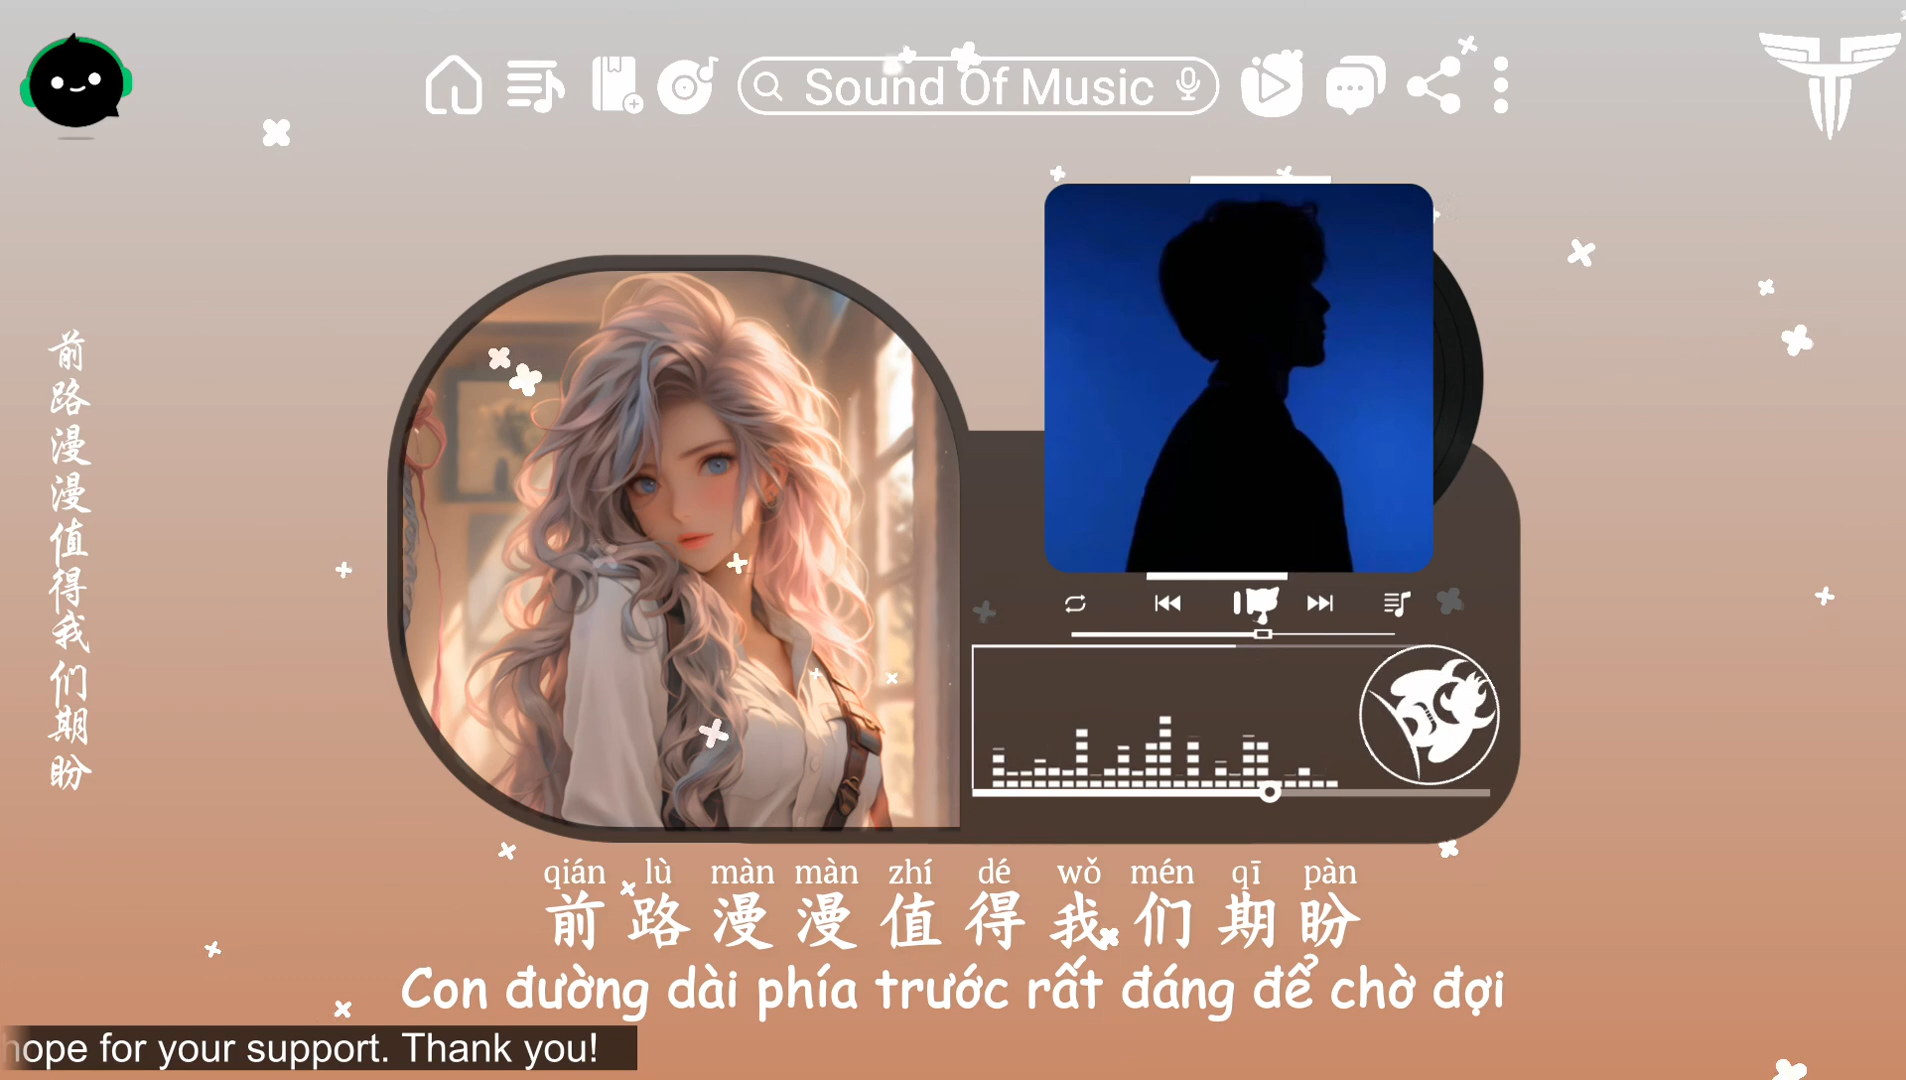 Sound Of Music
前路漫漫值得我们期盼
qián lù màn màn zhí dé wǒ mén qī pàn
前路漫漫值得我们期盼
Con đường dài phía trước rất đáng để chờ đợi
hope for your support. Thank you!